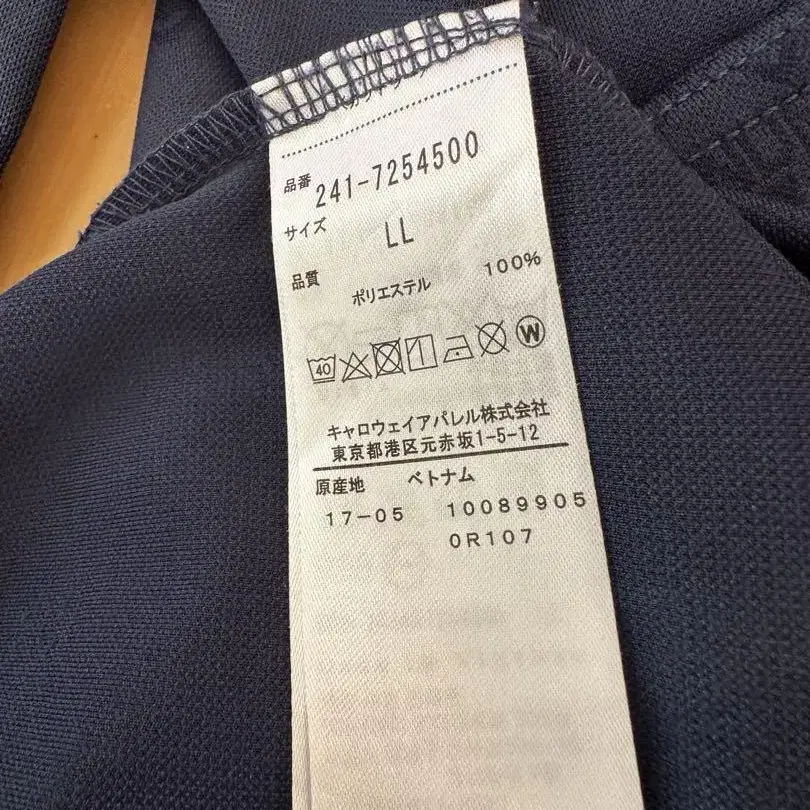 品番 241-7254500
サイズ LL
品質
ポリエステル 100%
40 W
キャロウェイアパレル株式会社
東京都港区元赤坂1-5-12
原産地 ベトナム
17-05 10089905
0R107